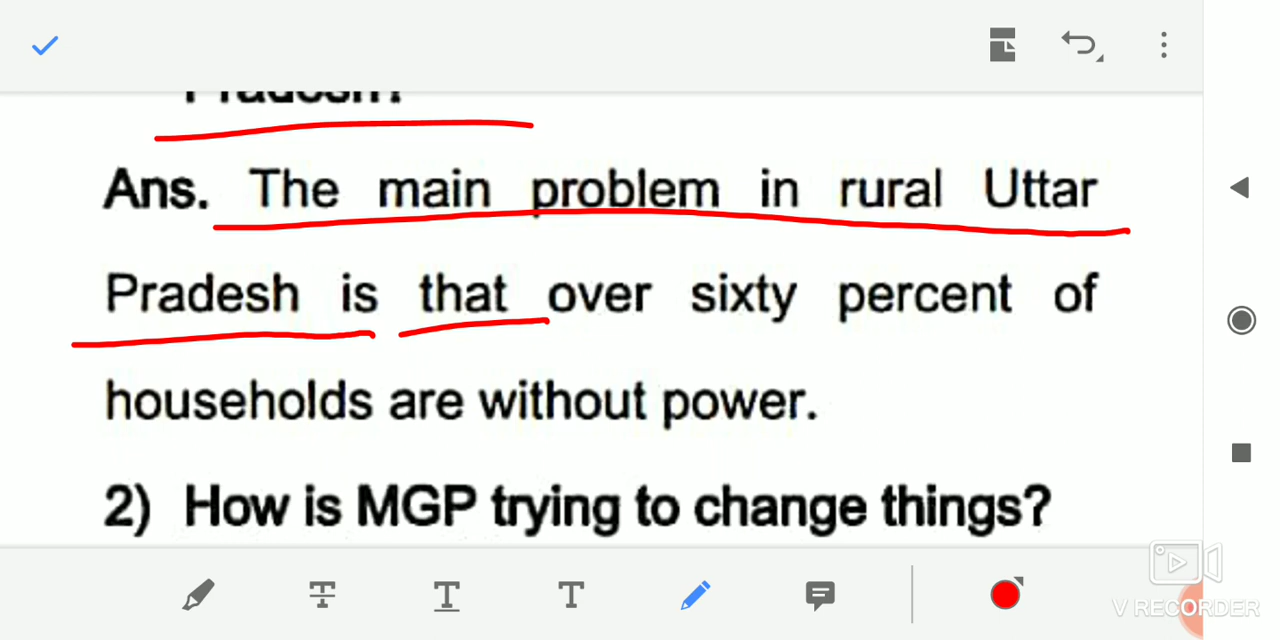 Pradesh?
Ans. The main problem in rural Uttar
Pradesh is that over sixty percent of
households are without power.
2) How is MGP trying to change things?
T T T
V RECORDER